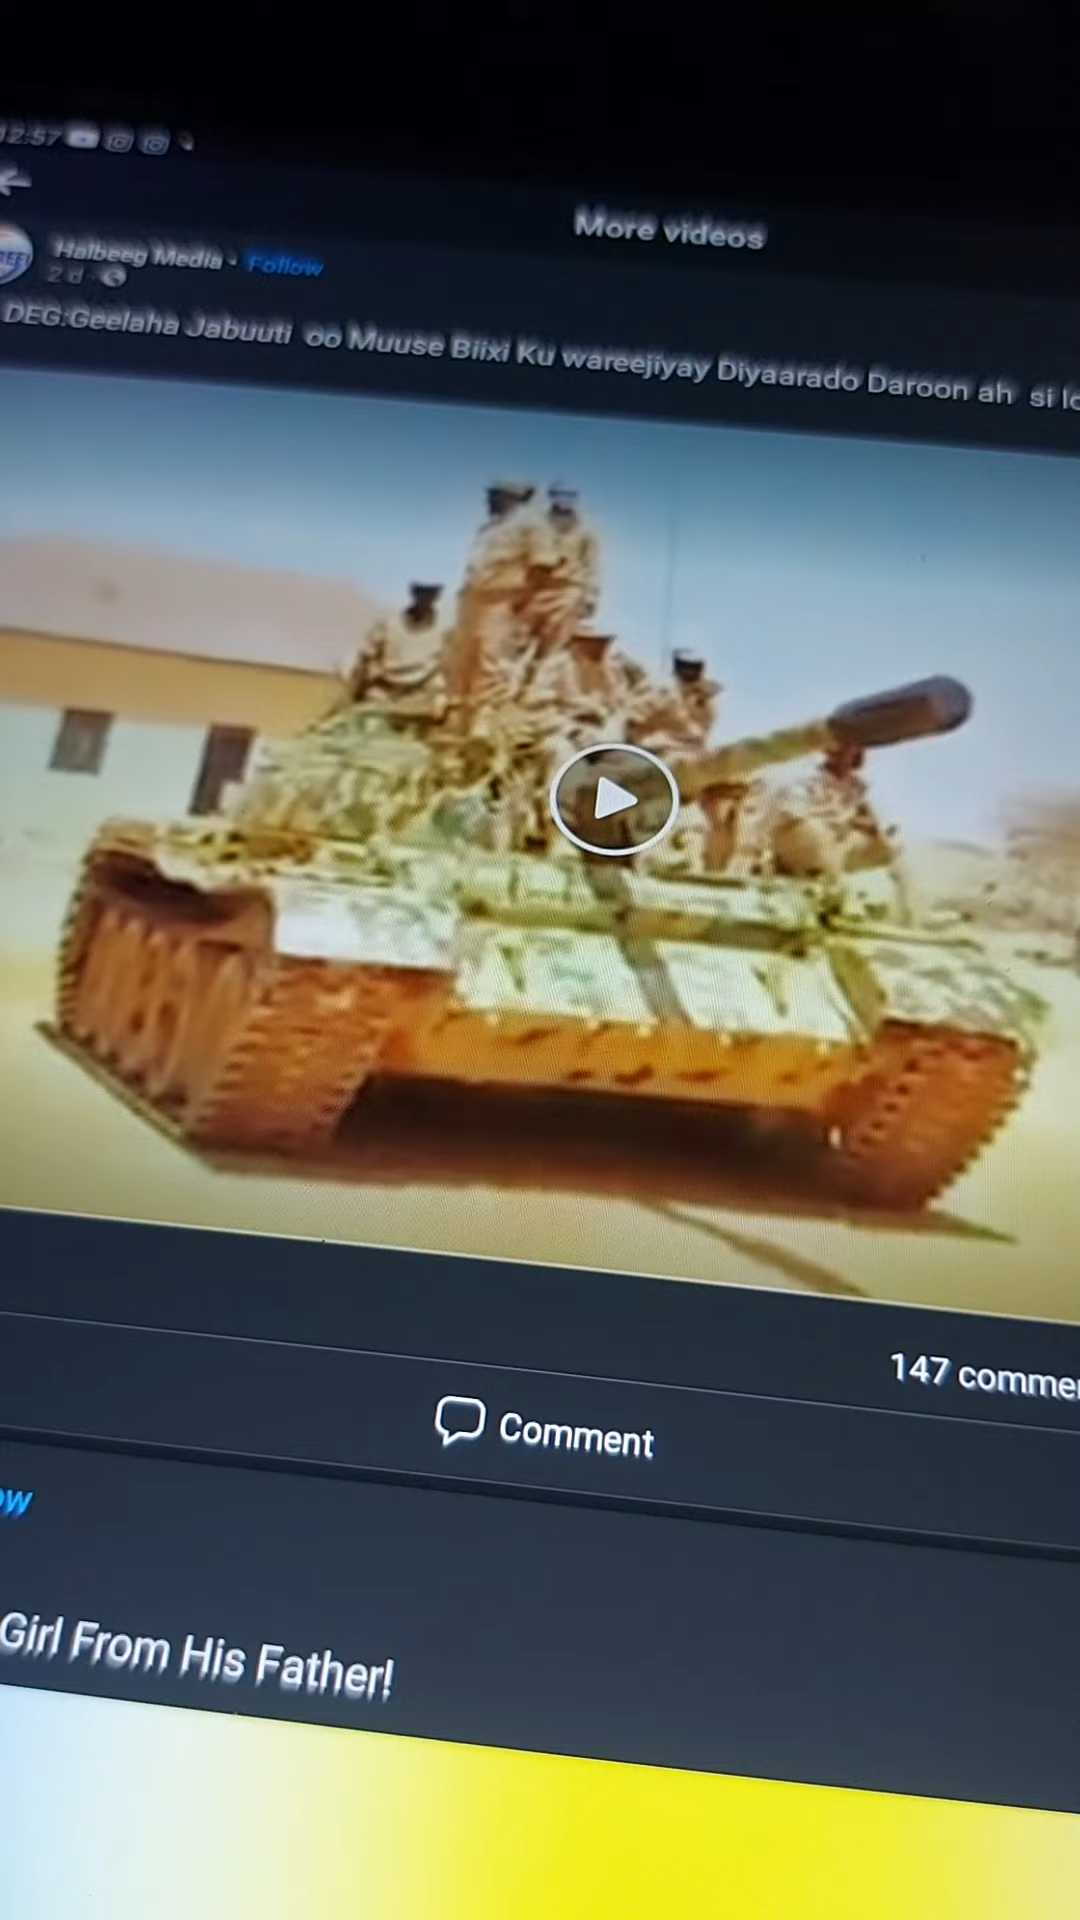 12:57
More videos
Halbeeg Media · Follow
2 d
DEG:Geelaha Jabuuti oo Muuse Biixi Ku wareejiyay Diyaarado Daroon ah si
147
Comment
Girl From His Father!